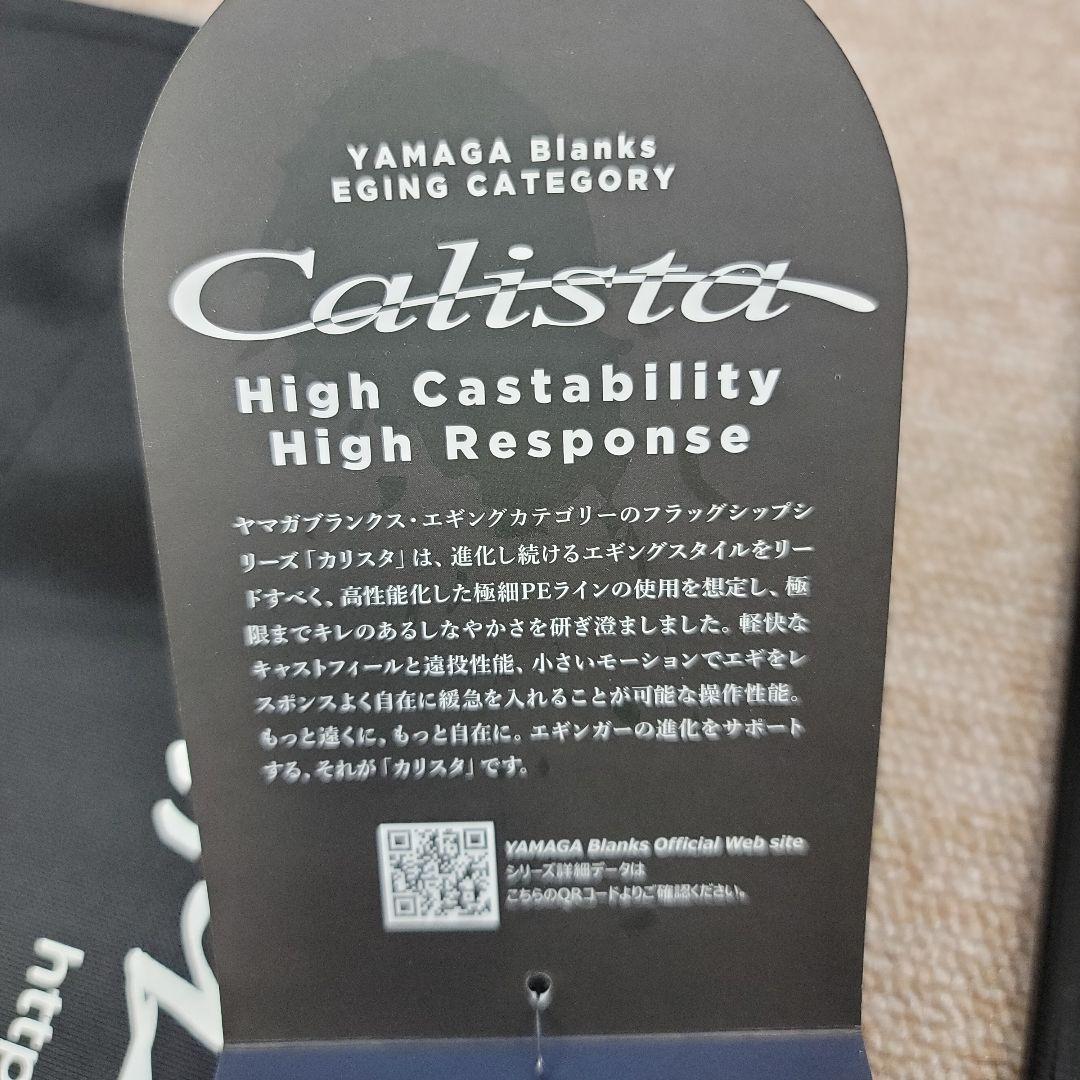 YAMAGA Blanks
EGING CATEGORY
Calista
High Castability
High Response
ヤマガブランクス・エギングカテゴリーのフラッグシップシ
リーズ「カリスタ」は、進化し続けるエギングスタイルをリー
ドすべく、高性能化した極細PEラインの使用を想定し、極
限までキレのあるしなやかさを研ぎ澄ましました。軽快な
キャストフィールと遠投性能、小さいモーションでエギをレ
スポンスよく自在に緩急を入れることが可能な操作性能。
もっと遠くに、もっと自在に。エギンガーの進化をサポート
する、それが「カリスタ」です。
YAMAGA Blanks Official Web site
シリーズ詳細データは
こちらのQRコードよりご確認ください。
http